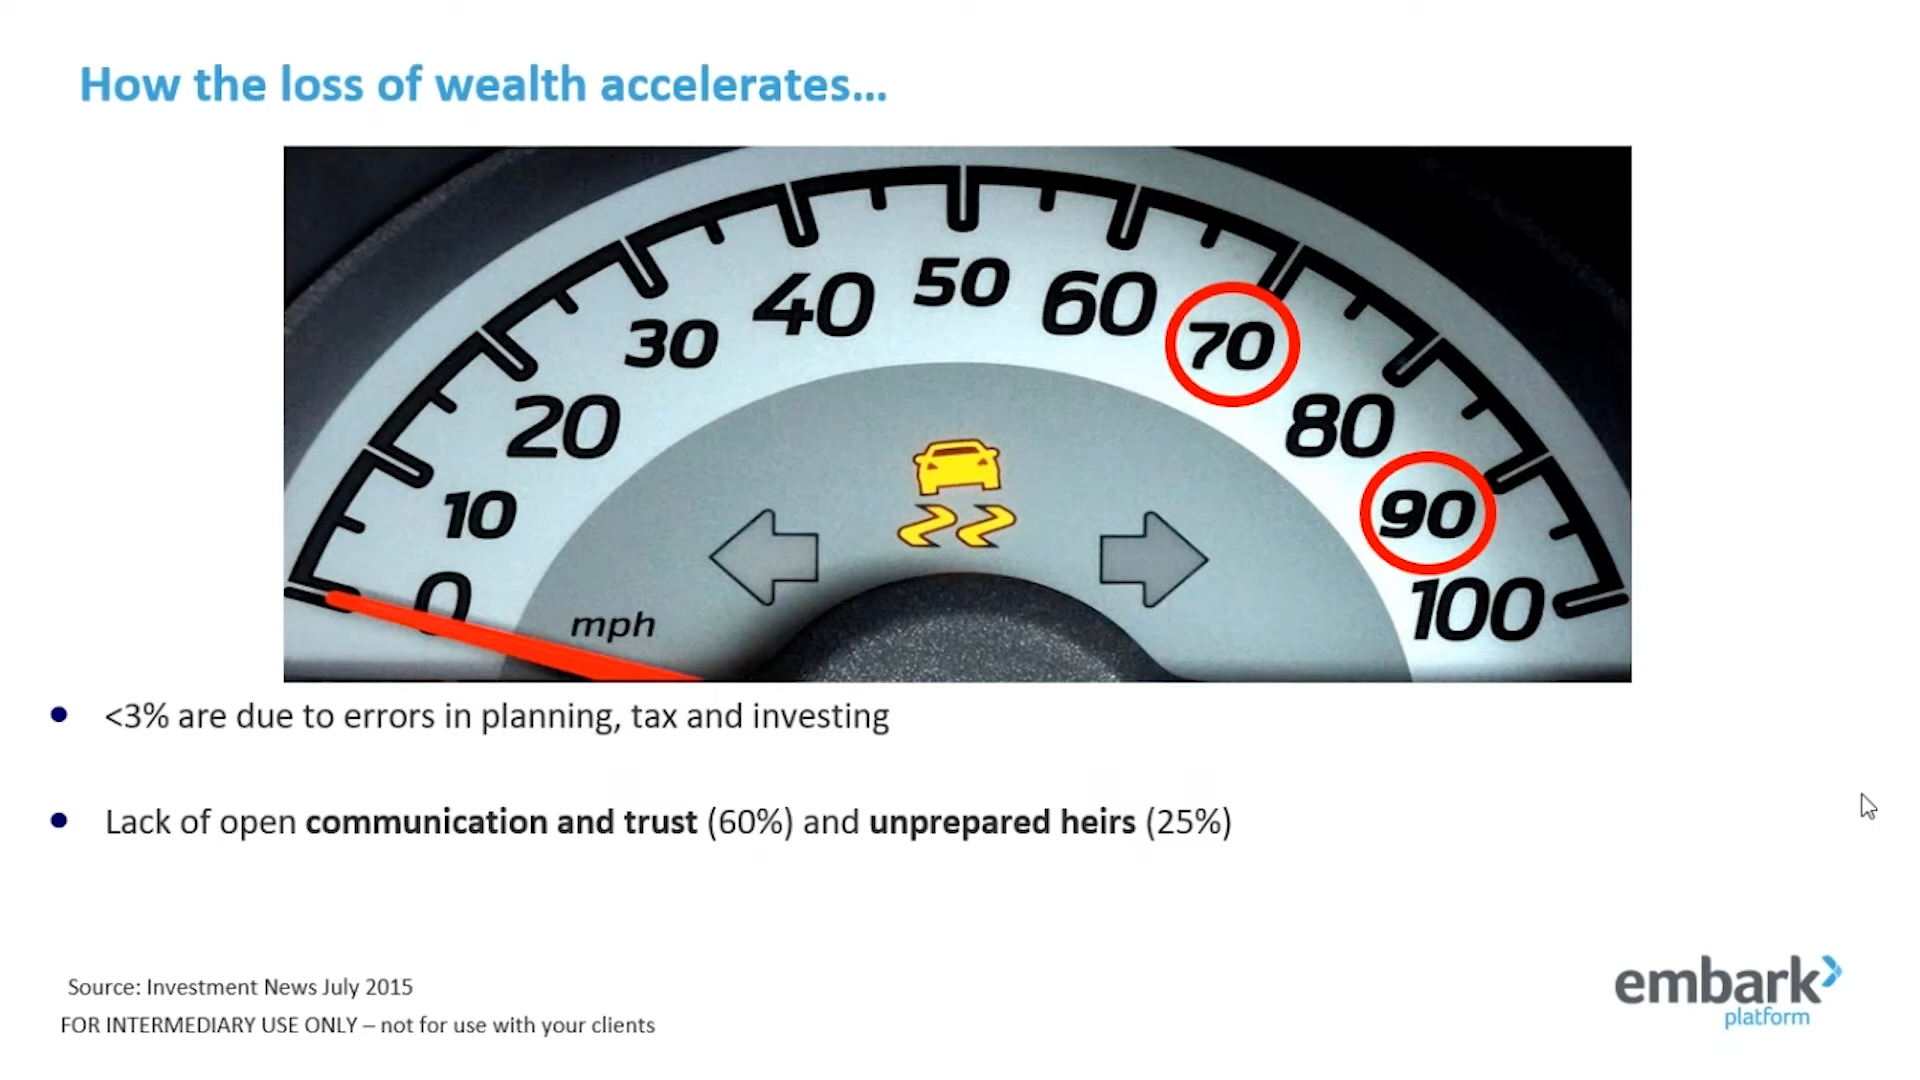 How the loss of wealth accelerates...
0
10
20
30
40
50
60
70
80
90
100
mph
<3% are due to errors in planning, tax and investing
Lack of open communication and trust (60%) and unprepared heirs (25%)
Source: Investment News July 2015
FOR INTERMEDIARY USE ONLY – not for use with your clients
embark
platform